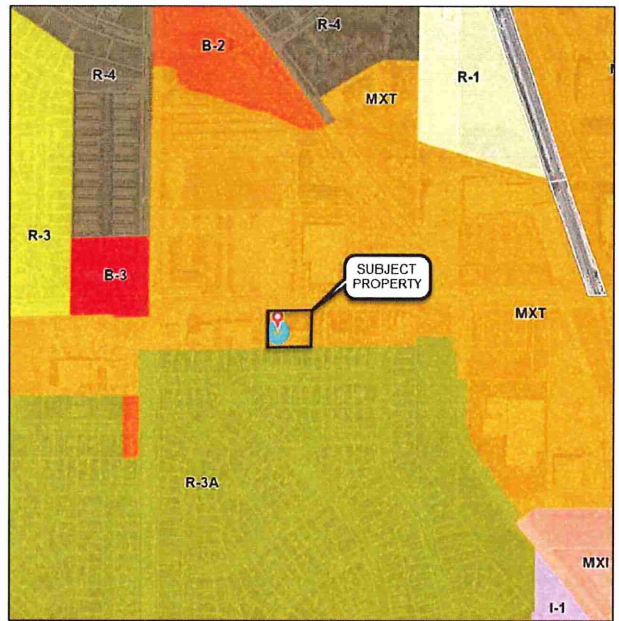 B-2
R-4
R-4
MXT
R-1
R-3
B-3
SUBJECT
PROPERTY
MXT
R-3A
MXI
I-1